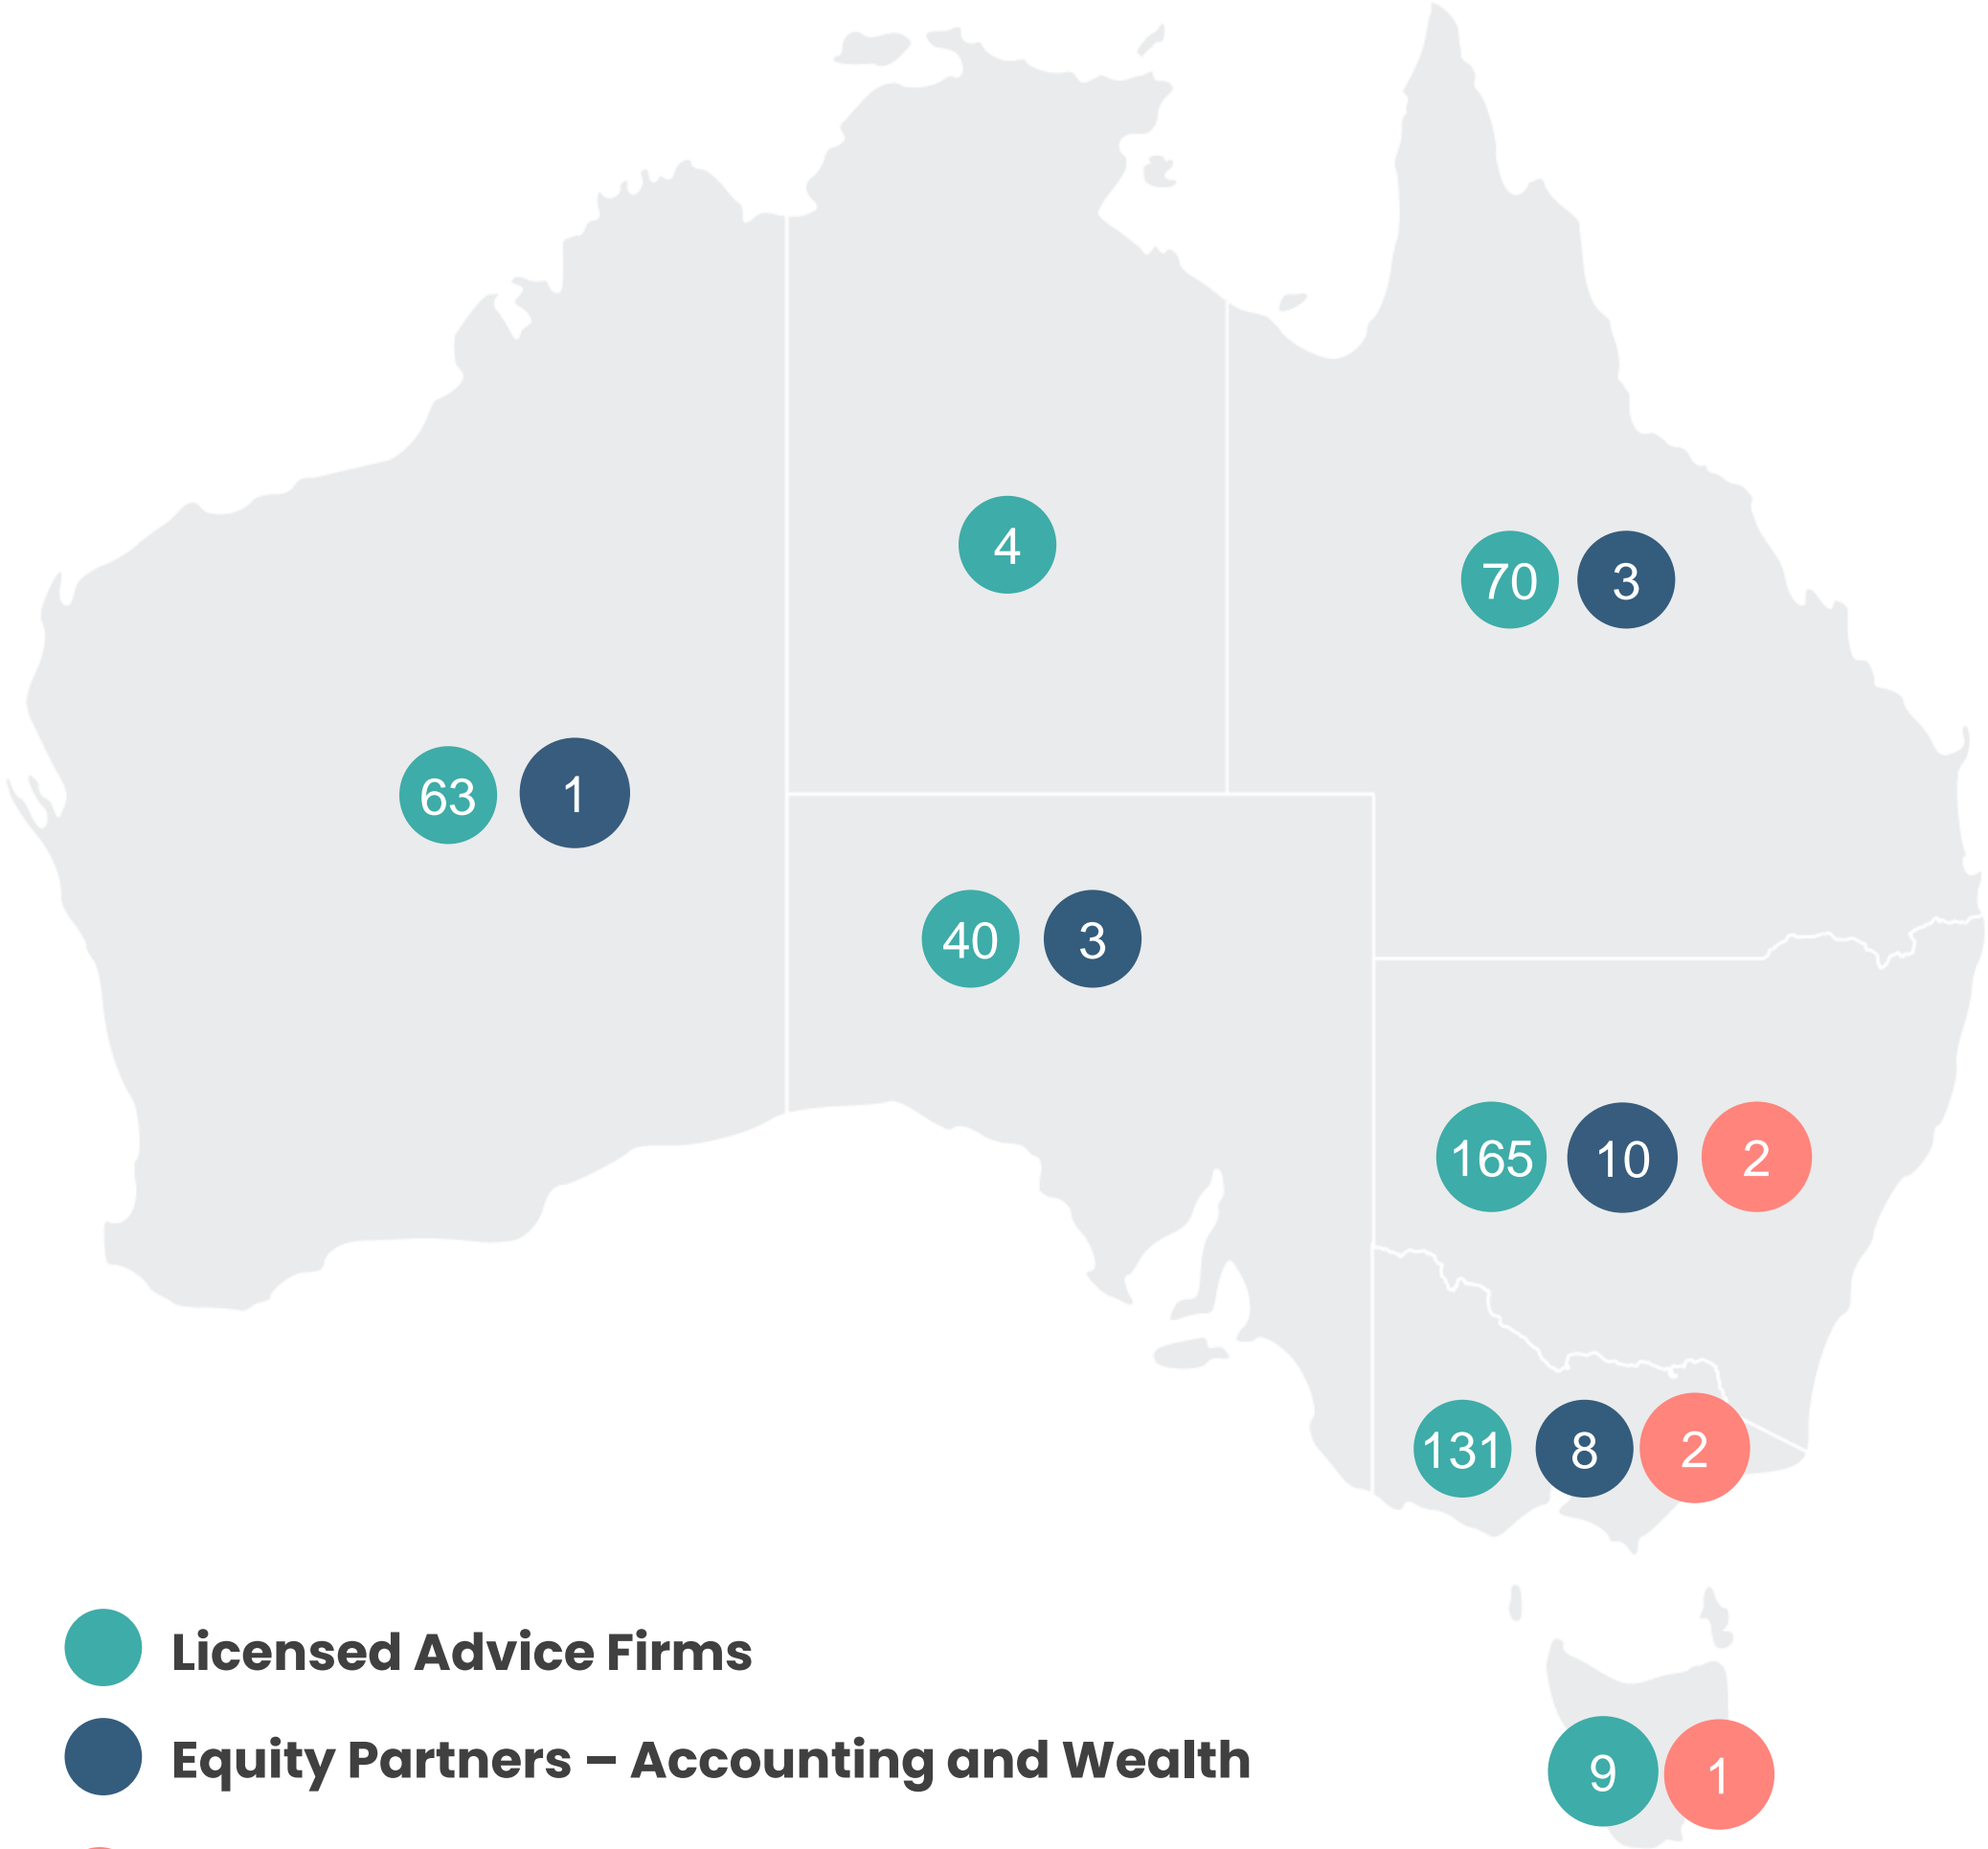 4
70 3
63 1
40 3
165 10 2
131 8 2
Licensed Advice Firms
Equity Partners – Accounting and Wealth
9 1